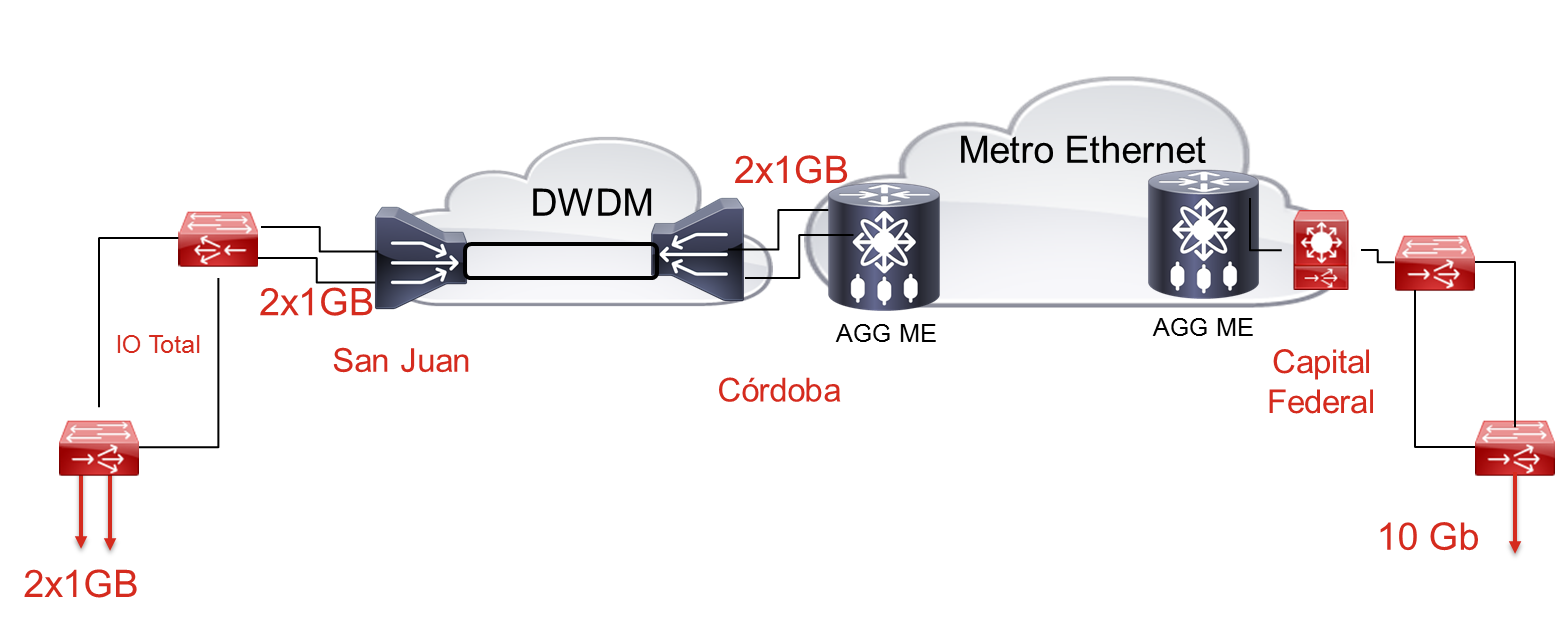 Metro Ethernet
DWDM
2x1GB
2x1GB
IO Total
San Juan
Córdoba
AGG ME
AGG ME
Capital
Federal
10 Gb
2x1GB